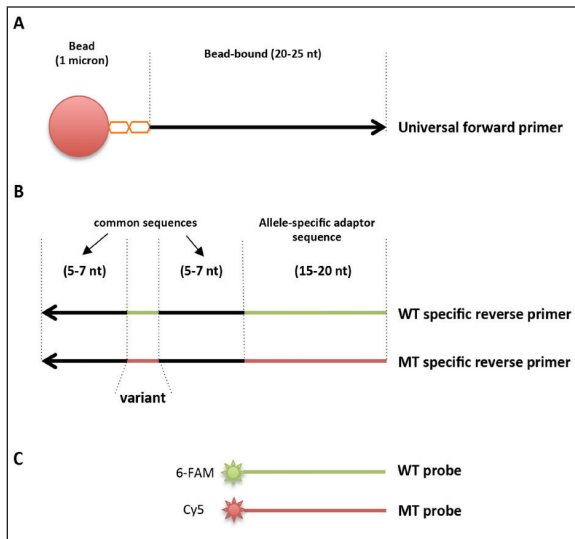 A
Bead
(1 micron)
Bead-bound (20-25 nt)
Universal forward primer
B
common sequences
Allele-specific adaptor
sequence
(5-7 nt)
(5-7 nt)
(15-20 nt)
WT specific reverse primer
MT specific reverse primer
variant
C
6-FAM
WT probe
Cy5
MT probe